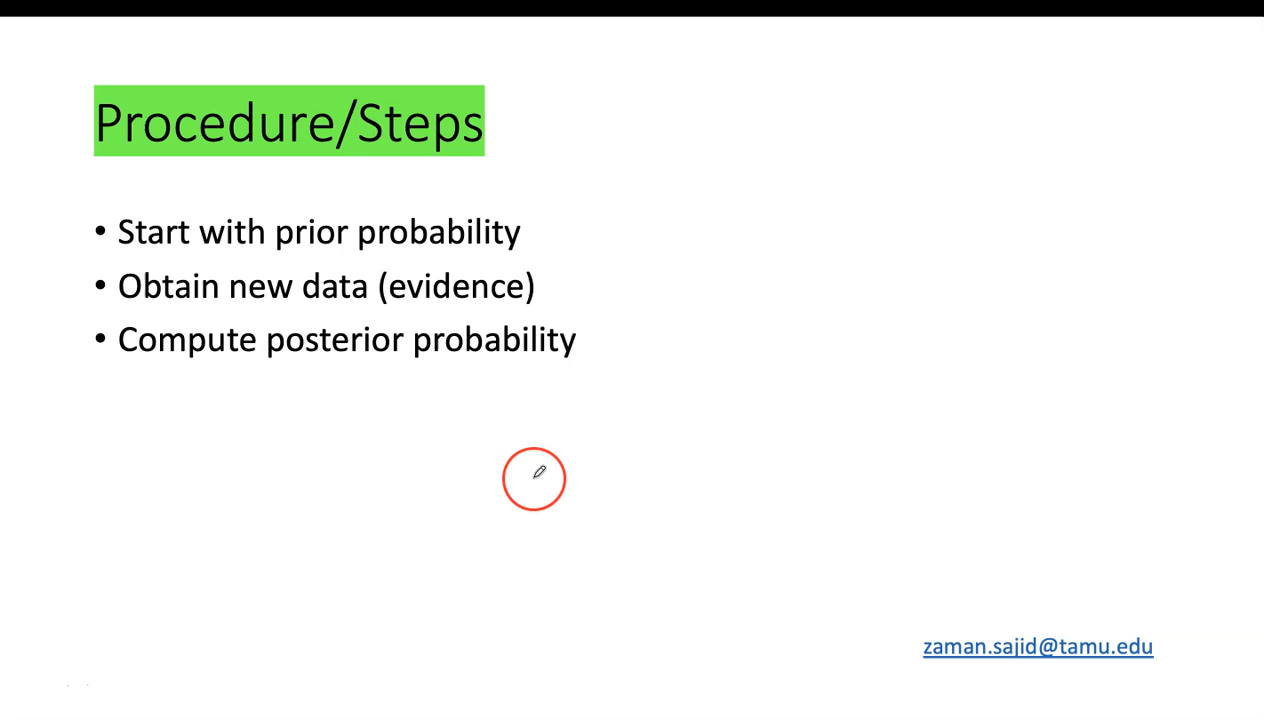 Procedure/Steps
• Start with prior probability
• Obtain new data (evidence)
• Compute posterior probability
zaman.sajid@tamu.edu